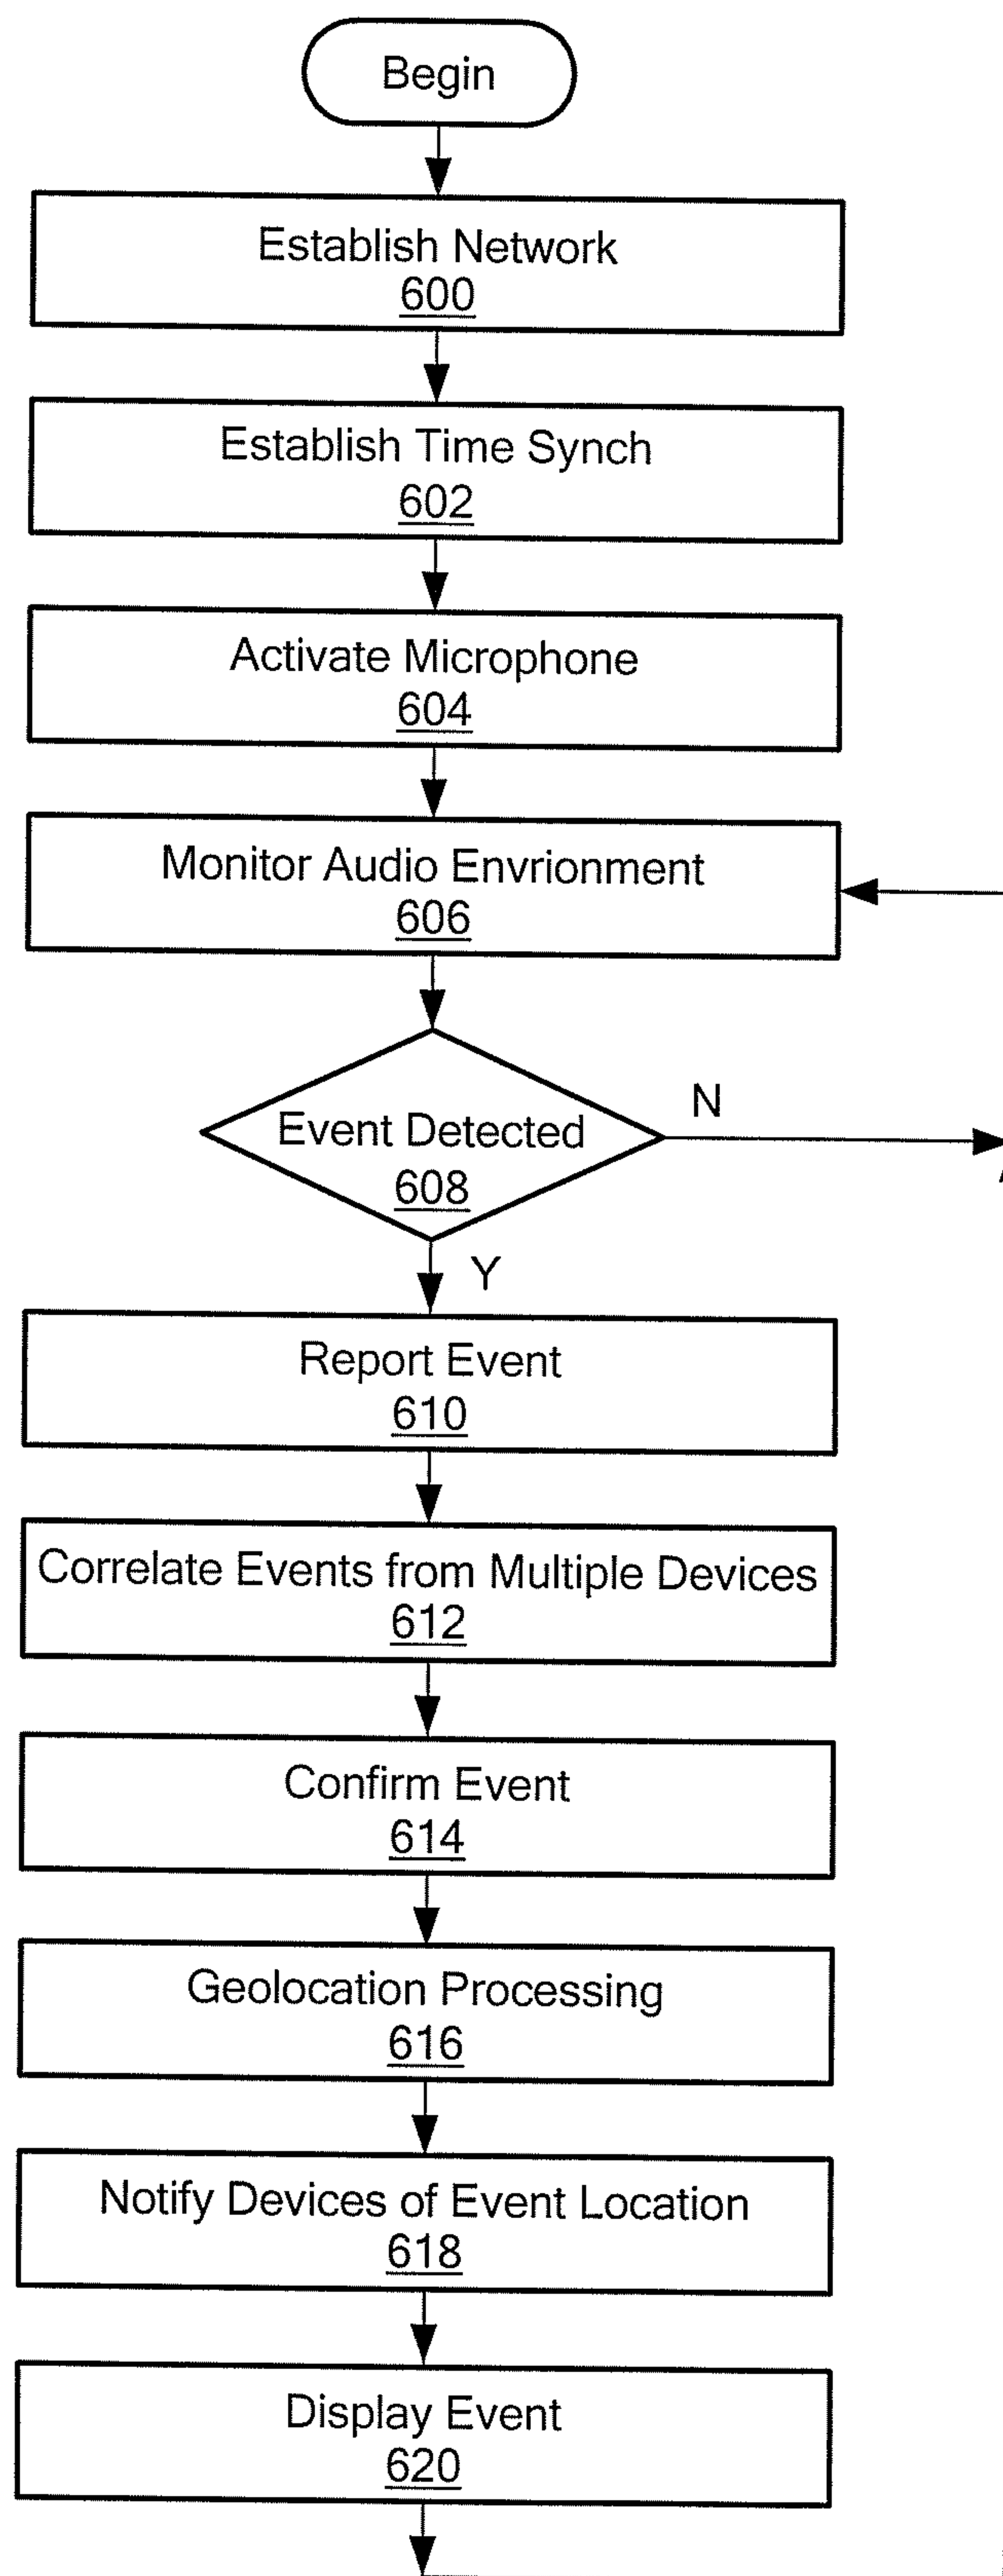 Begin
Establish Network
600
Establish Time Synch
602
Activate Microphone
604
Monitor Audio Envrionment
606
Event Detected
608
N
Y
Report Event
610
Correlate Events from Multiple Devices
612
Confirm Event
614
Geolocation Processing
616
Notify Devices of Event Location
618
Display Event
620